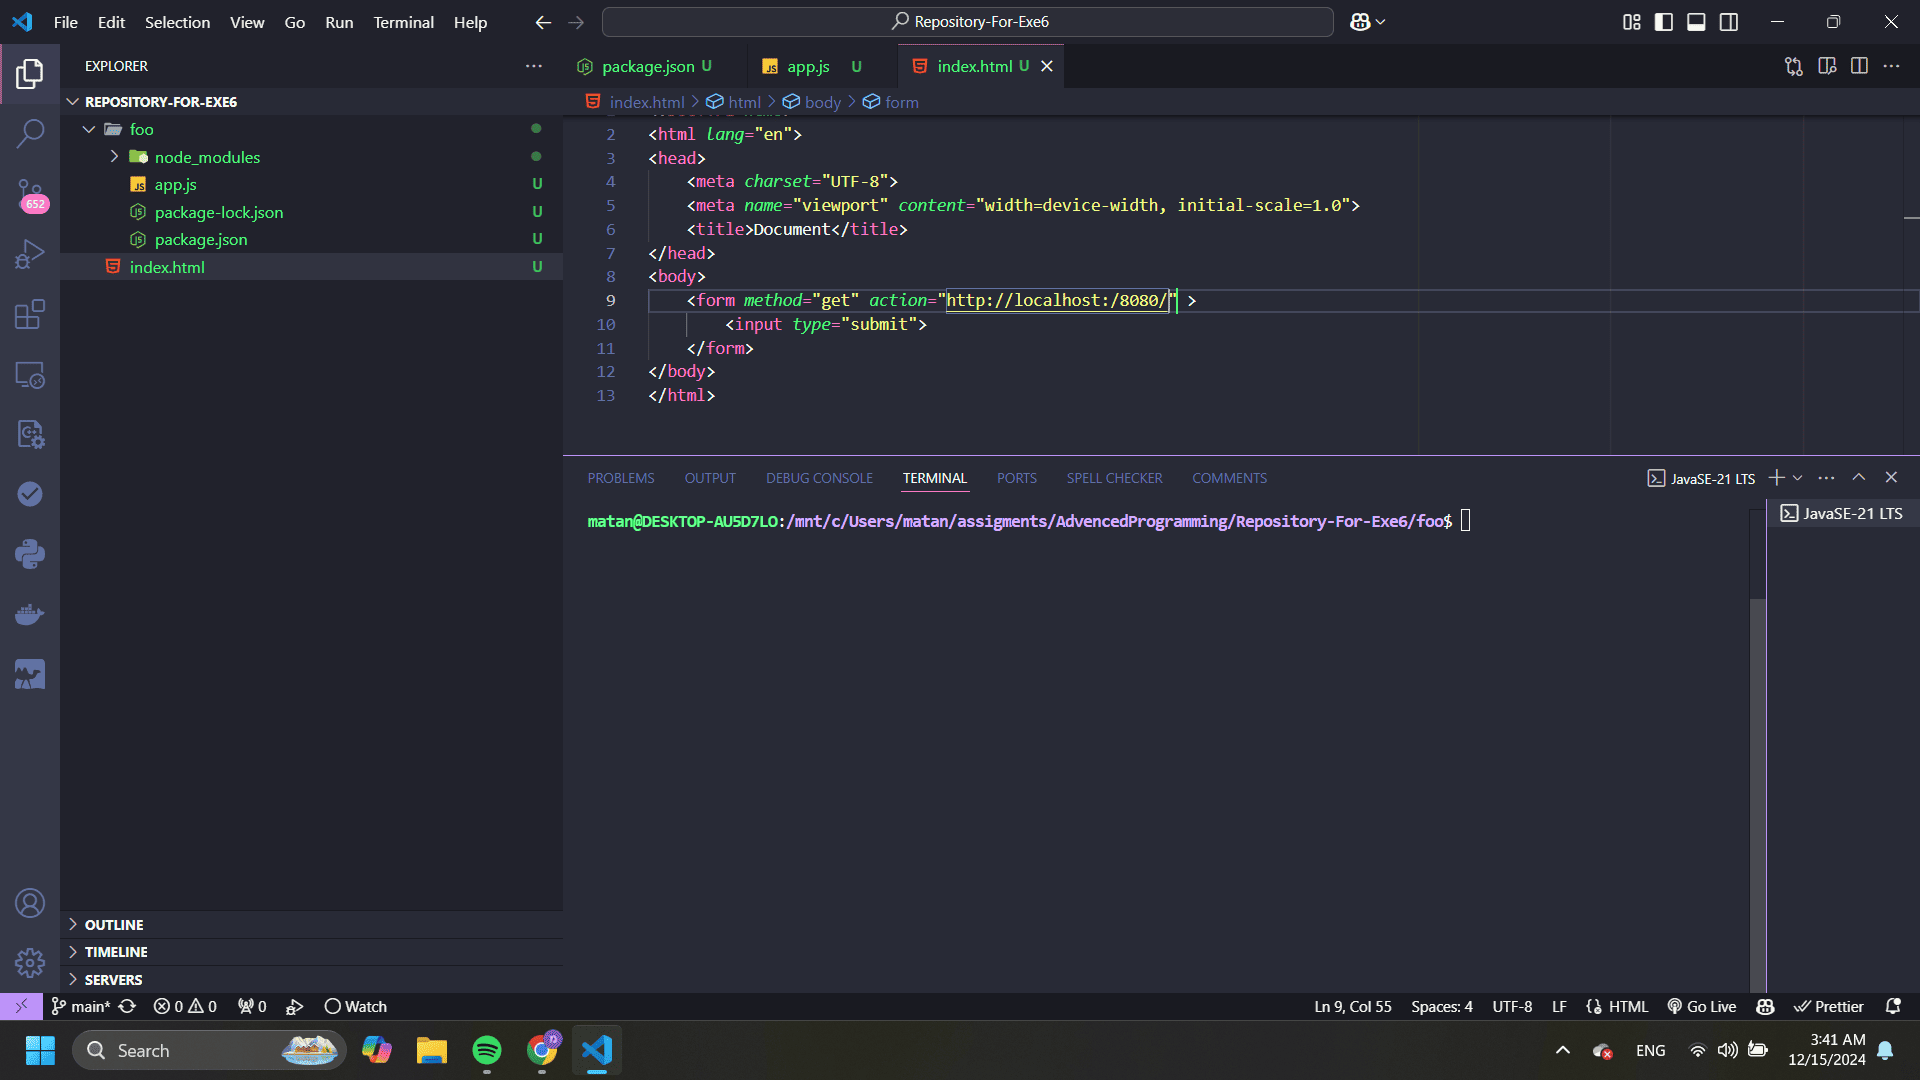 File Edit Selection View Go Run Terminal Help
Repository-For-Exe6
EXPLORER
REPOSITORY-FOR-EXE6
foo
node_modules
app.js U
package-lock.json U
package.json U
index.html U
OUTLINE
TIMELINE
SERVERS
652
package.json U app.js U index.html U
index.html > html > body > form
2 <html lang="en">
3 <head>
4 <meta charset="UTF-8">
5 <meta name="viewport" content="width=device-width, initial-scale=1.0">
6 <title>Document</title>
7 </head>
8 <body>
9 <form method="get" action="http://localhost:/8080/" >
10 <input type="submit">
11 </form>
12 </body>
13 </html>
PROBLEMS OUTPUT DEBUG CONSOLE TERMINAL PORTS SPELL CHECKER COMMENTS
JavaSE-21 LTS
matan@DESKTOP-AU5D7LO:/mnt/c/Users/matan/assigments/AdvencedProgramming/Repository-For-Exe6/foo$
JavaSE-21 LTS
main* 0 0 0 Watch
Ln 9, Col 55 Spaces: 4 UTF-8 LF HTML Go Live Prettier
Search
ENG
3:41 AM
12/15/2024